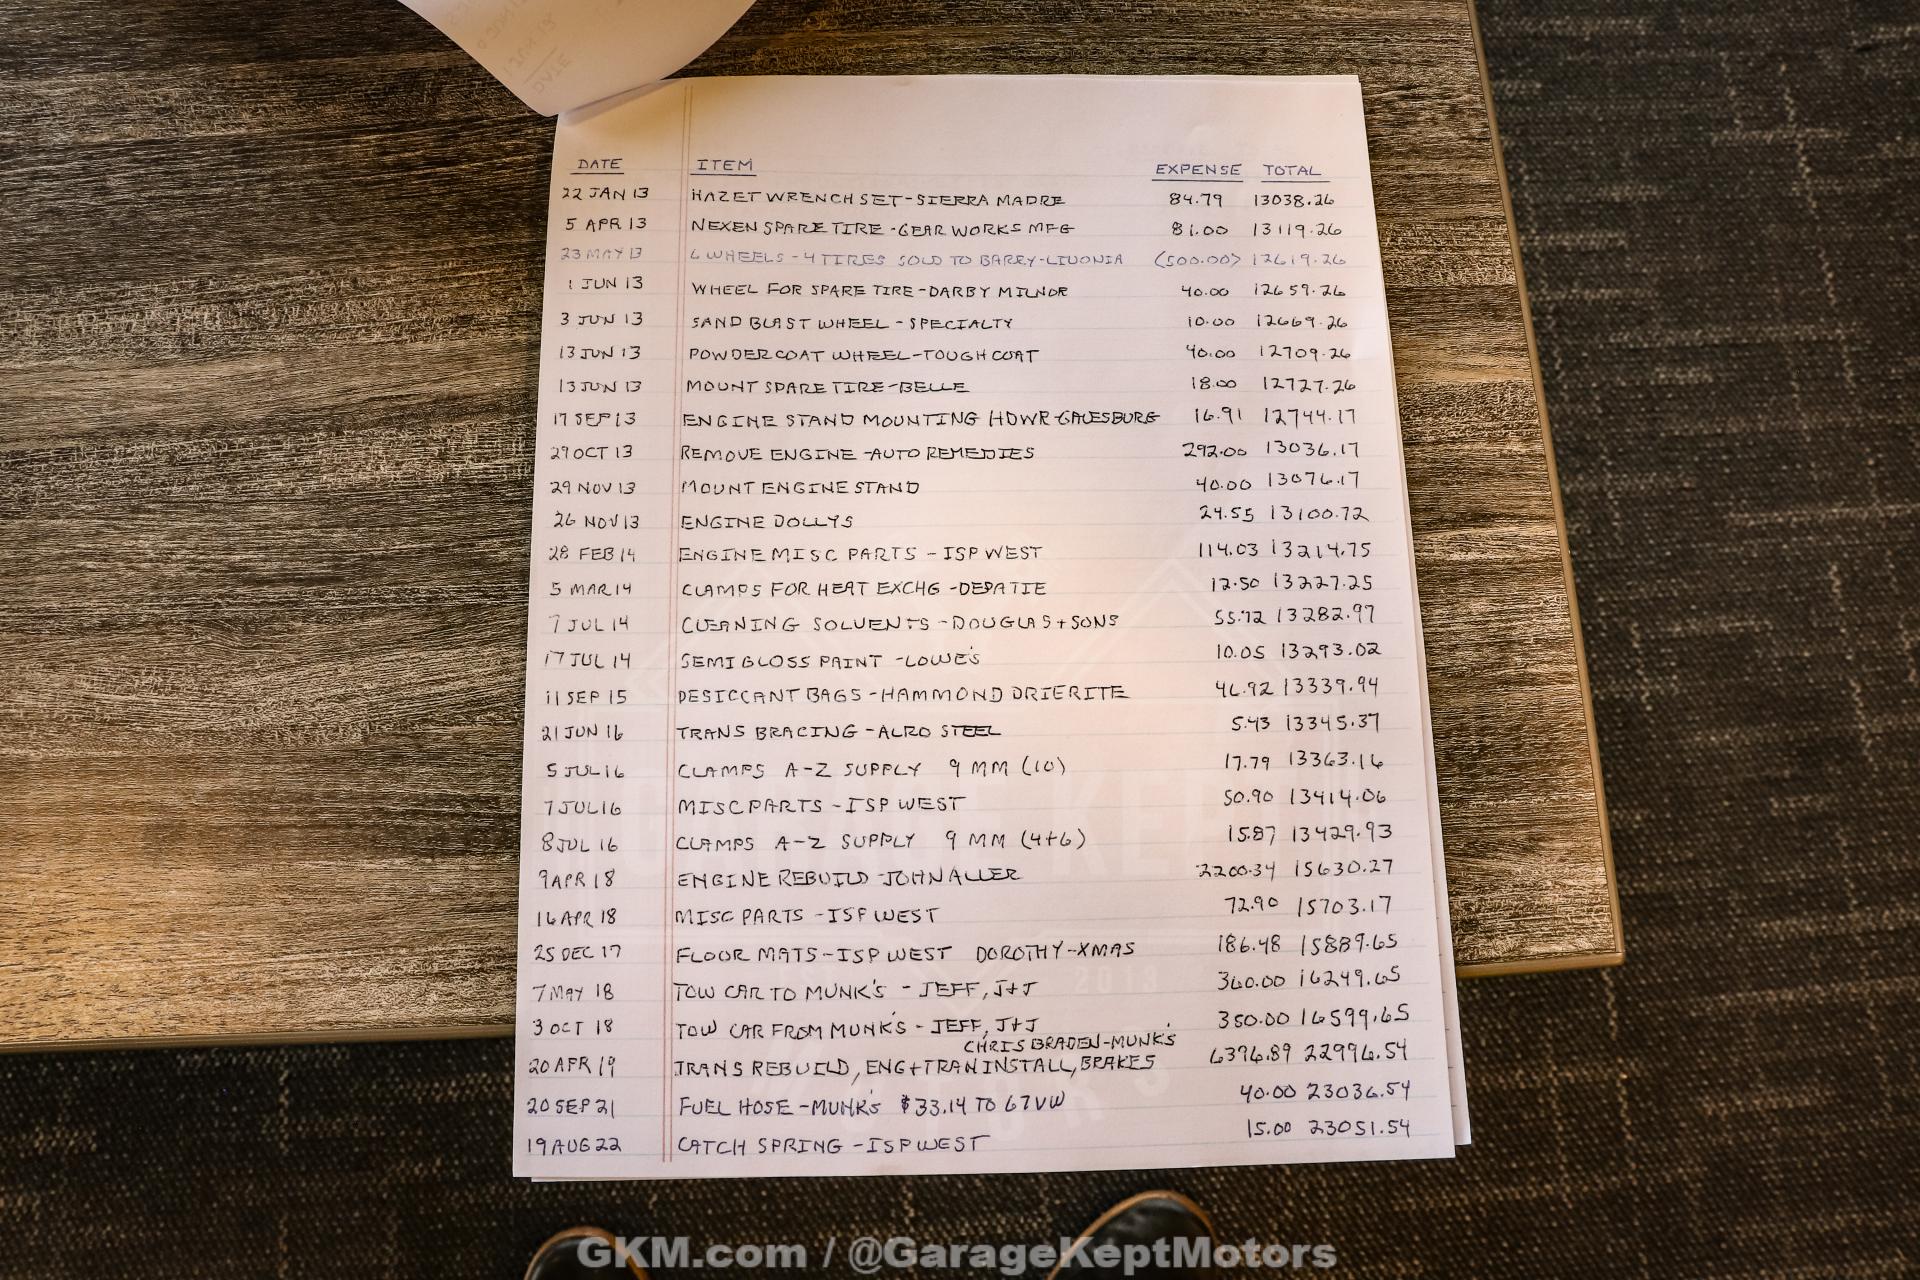 DATE ITEM EXPENSE TOTAL
22 JAN 13 HAZET WRENCH SET-SIERRA MADRE 84.79 13038.26
5 APR 13 NEXEN SPARE TIRE-GEAR WORKS MFG 81.00 13119.26
23 MAY 13 6 WHEELS-4 TIRES SOLD TO BARRY-LIVONIA (500.00) 12619.26
1 JUN 13 WHEEL FOR SPARE TIRE-DARBY MILNOR 40.00 12659.26
3 JUN 13 SAND BLAST WHEEL-SPECIALTY 10.00 12669.26
13 JUN 13 POWDER COAT WHEEL-TOUGH COAT 40.00 12709.26
13 JUN 13 MOUNT SPARE TIRE-BELLE 18.00 12727.26
17 SEP 13 ENGINE STAND MOUNTING HDWR-GALESBURG 16.91 12744.17
29 OCT 13 REMOVE ENGINE-AUTO REMEDIES 292.00 13036.17
29 NOV 13 MOUNT ENGINE STAND 40.00 13076.17
26 NOV 13 ENGINE DOLLYS 24.55 13100.72
28 FEB 14 ENGINE MISC PARTS-ISP WEST 114.03 13214.75
5 MAR 14 CLAMPS FOR HEAT EXCHG-DEPATIE 12.50 13227.25
7 JUL 14 CLEANING SOLVENTS-DOUGLAS+SONS 55.72 13282.97
17 JUL 14 SEMI GLOSS PAINT-LOWE'S 10.05 13293.02
11 SEP 15 DESICCANT BAGS-HAMMOND DRIERITE 46.92 13339.94
21 JUN 16 TRANS BRACING-ALRO STEEL 5.43 13345.37
5 JUL 16 CLAMPS A-Z SUPPLY 9 MM (10) 17.79 13363.16
7 JUL 16 MISC PARTS-ISP WEST 50.90 13414.06
8 JUL 16 CLAMPS A-Z SUPPLY 9 MM (4+6) 15.87 13429.93
9 APR 18 ENGINE REBUILD-JOHN ALLER 2200.34 15630.27
16 APR 18 MISC PARTS-ISP WEST 72.90 15703.17
25 DEC 17 FLOOR MATS-ISP WEST DOROTHY-XMAS 186.48 15889.65
7 MAY 18 TOW CAR TO MUNK'S - JEFF, J+J 360.00 16249.65
3 OCT 18 TOW CAR FROM MUNK'S - JEFF, J+J 350.00 16599.65
CHRIS BRADEN-MUNK'S
20 APR 19 TRANS REBUILD, ENG+TRAN INSTALL, BRAKES 6396.89 22996.54
20 SEP 21 FUEL HOSE-MUNK'S $33.14 TO 67 VW 40.00 23036.54
19 AUG 22 CATCH SPRING-ISP WEST 15.00 23051.54
GARAGE KEPT
2013
MOTORS
GKM.com / @GarageKeptMotors